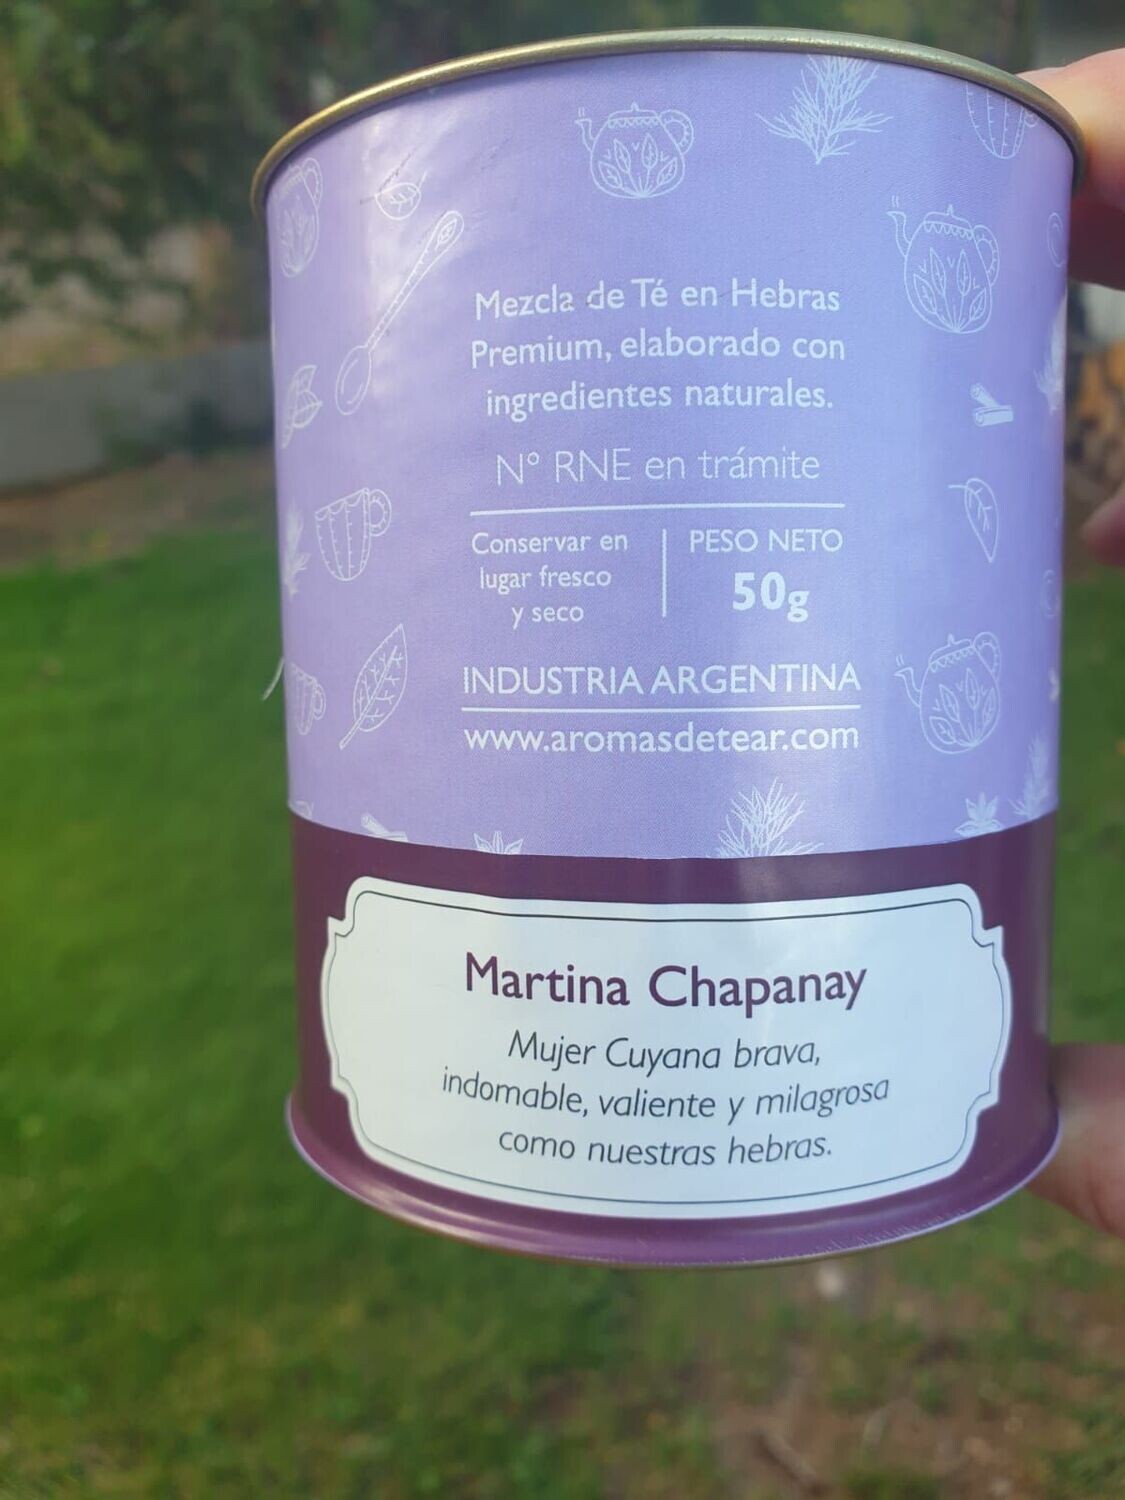 Mezcla de Té en Hebras
Premium, elaborado con
ingredientes naturales.
N° RNE en trámite
Conservar en
lugar fresco
y seco
PESO NETO
50g
INDUSTRIA ARGENTINA
www.aromasdetear.com
Martina Chapanay
Mujer Cuyana brava,
indomable, valiente y milagrosa
como nuestras hebras.